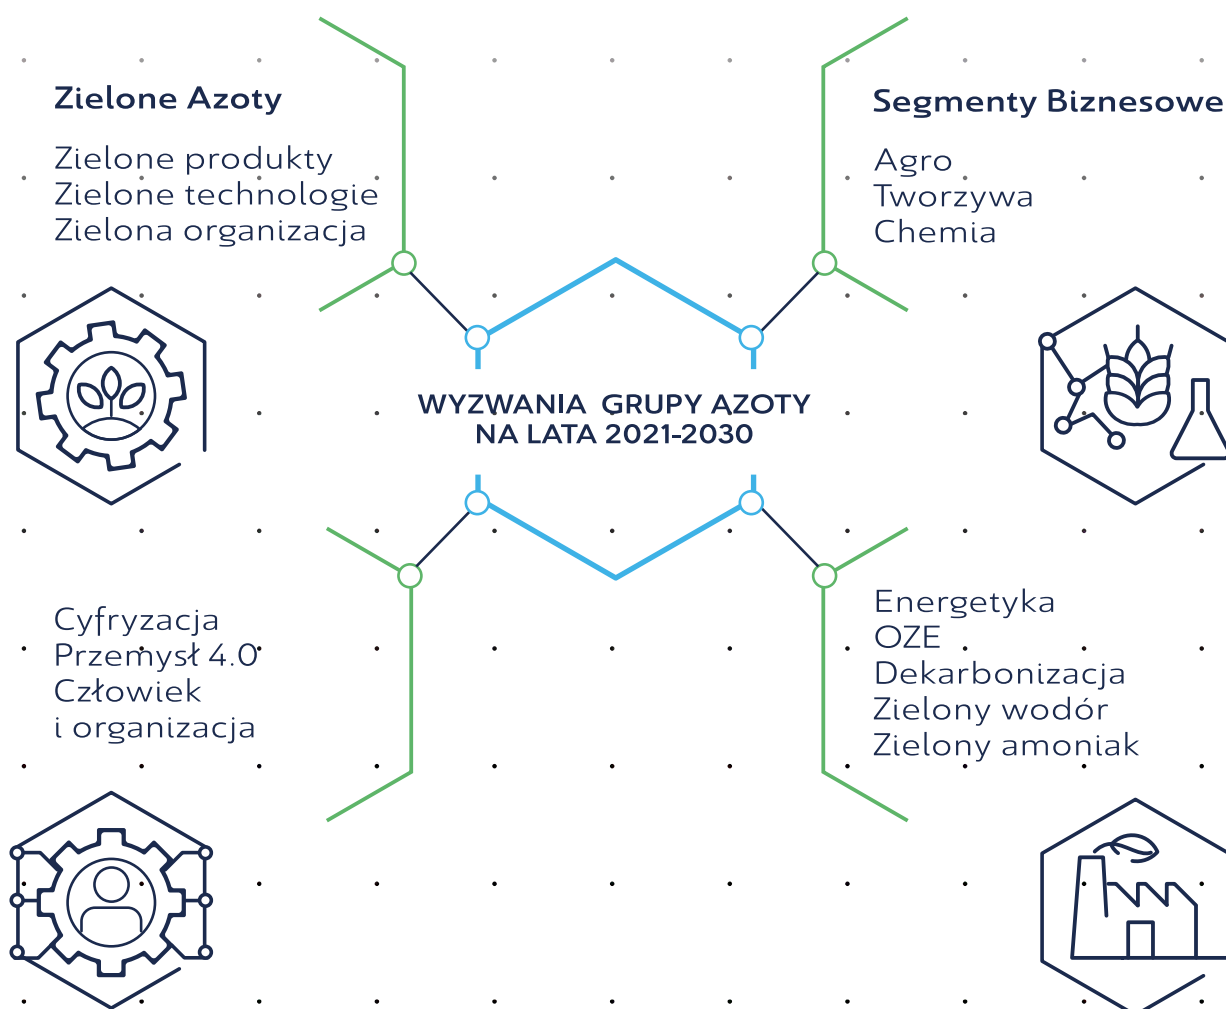 Zielone Azoty
Zielone produkty
Zielone technologie
Zielona organizacja
Segmenty Biznesowe
Agro
Tworzywa
Chemia
WYZWANIA GRUPY AZOTY
NA LATA 2021-2030
Cyfryzacja
Przemysł 4.0
Człowiek
i organizacja
Energetyka
OZE
Dekarbonizacja
Zielony wodór
Zielony amoniak